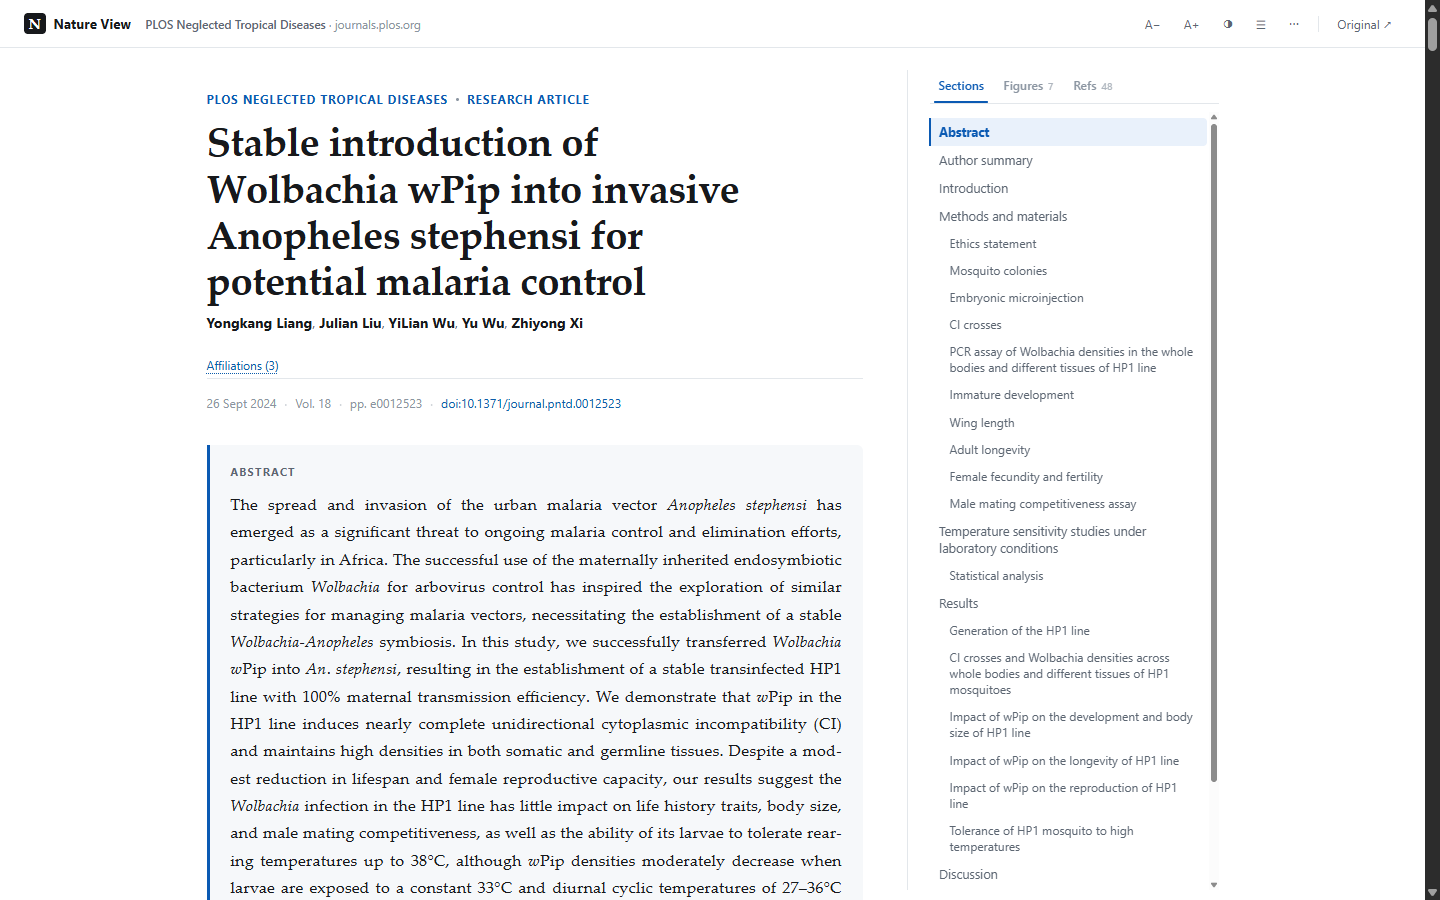 N Nature View PLOS Neglected Tropical Diseases · journals.plos.org A− A+ ◑ ☰ ··· Original ↗
PLOS NEGLECTED TROPICAL DISEASES • RESEARCH ARTICLE
Stable introduction of
Wolbachia wPip into invasive
Anopheles stephensi for
potential malaria control
Yongkang Liang, Julian Liu, YiLian Wu, Yu Wu, Zhiyong Xi
Affiliations (3)
26 Sept 2024 · Vol. 18 · pp. e0012523 · doi:10.1371/journal.pntd.0012523
ABSTRACT
The spread and invasion of the urban malaria vector Anopheles stephensi has
emerged as a significant threat to ongoing malaria control and elimination efforts,
particularly in Africa. The successful use of the maternally inherited endosymbiotic
bacterium Wolbachia for arbovirus control has inspired the exploration of similar
strategies for managing malaria vectors, necessitating the establishment of a stable
Wolbachia-Anopheles symbiosis. In this study, we successfully transferred Wolbachia
wPip into An. stephensi, resulting in the establishment of a stable transinfected HP1
line with 100% maternal transmission efficiency. We demonstrate that wPip in the
HP1 line induces nearly complete unidirectional cytoplasmic incompatibility (CI)
and maintains high densities in both somatic and germline tissues. Despite a mod-
est reduction in lifespan and female reproductive capacity, our results suggest the
Wolbachia infection in the HP1 line has little impact on life history traits, body size,
and male mating competitiveness, as well as the ability of its larvae to tolerate rear-
ing temperatures up to 38°C, although wPip densities moderately decrease when
larvae are exposed to a constant 33°C and diurnal cyclic temperatures of 27–36°C
Sections Figures 7 Refs 48
Abstract
Author summary
Introduction
Methods and materials
Ethics statement
Mosquito colonies
Embryonic microinjection
CI crosses
PCR assay of Wolbachia densities in the whole
bodies and different tissues of HP1 line
Immature development
Wing length
Adult longevity
Female fecundity and fertility
Male mating competitiveness assay
Temperature sensitivity studies under
laboratory conditions
Statistical analysis
Results
Generation of the HP1 line
CI crosses and Wolbachia densities across
whole bodies and different tissues of HP1
mosquitoes
Impact of wPip on the development and body
size of HP1 line
Impact of wPip on the longevity of HP1 line
Impact of wPip on the reproduction of HP1
line
Tolerance of HP1 mosquito to high
temperatures
Discussion